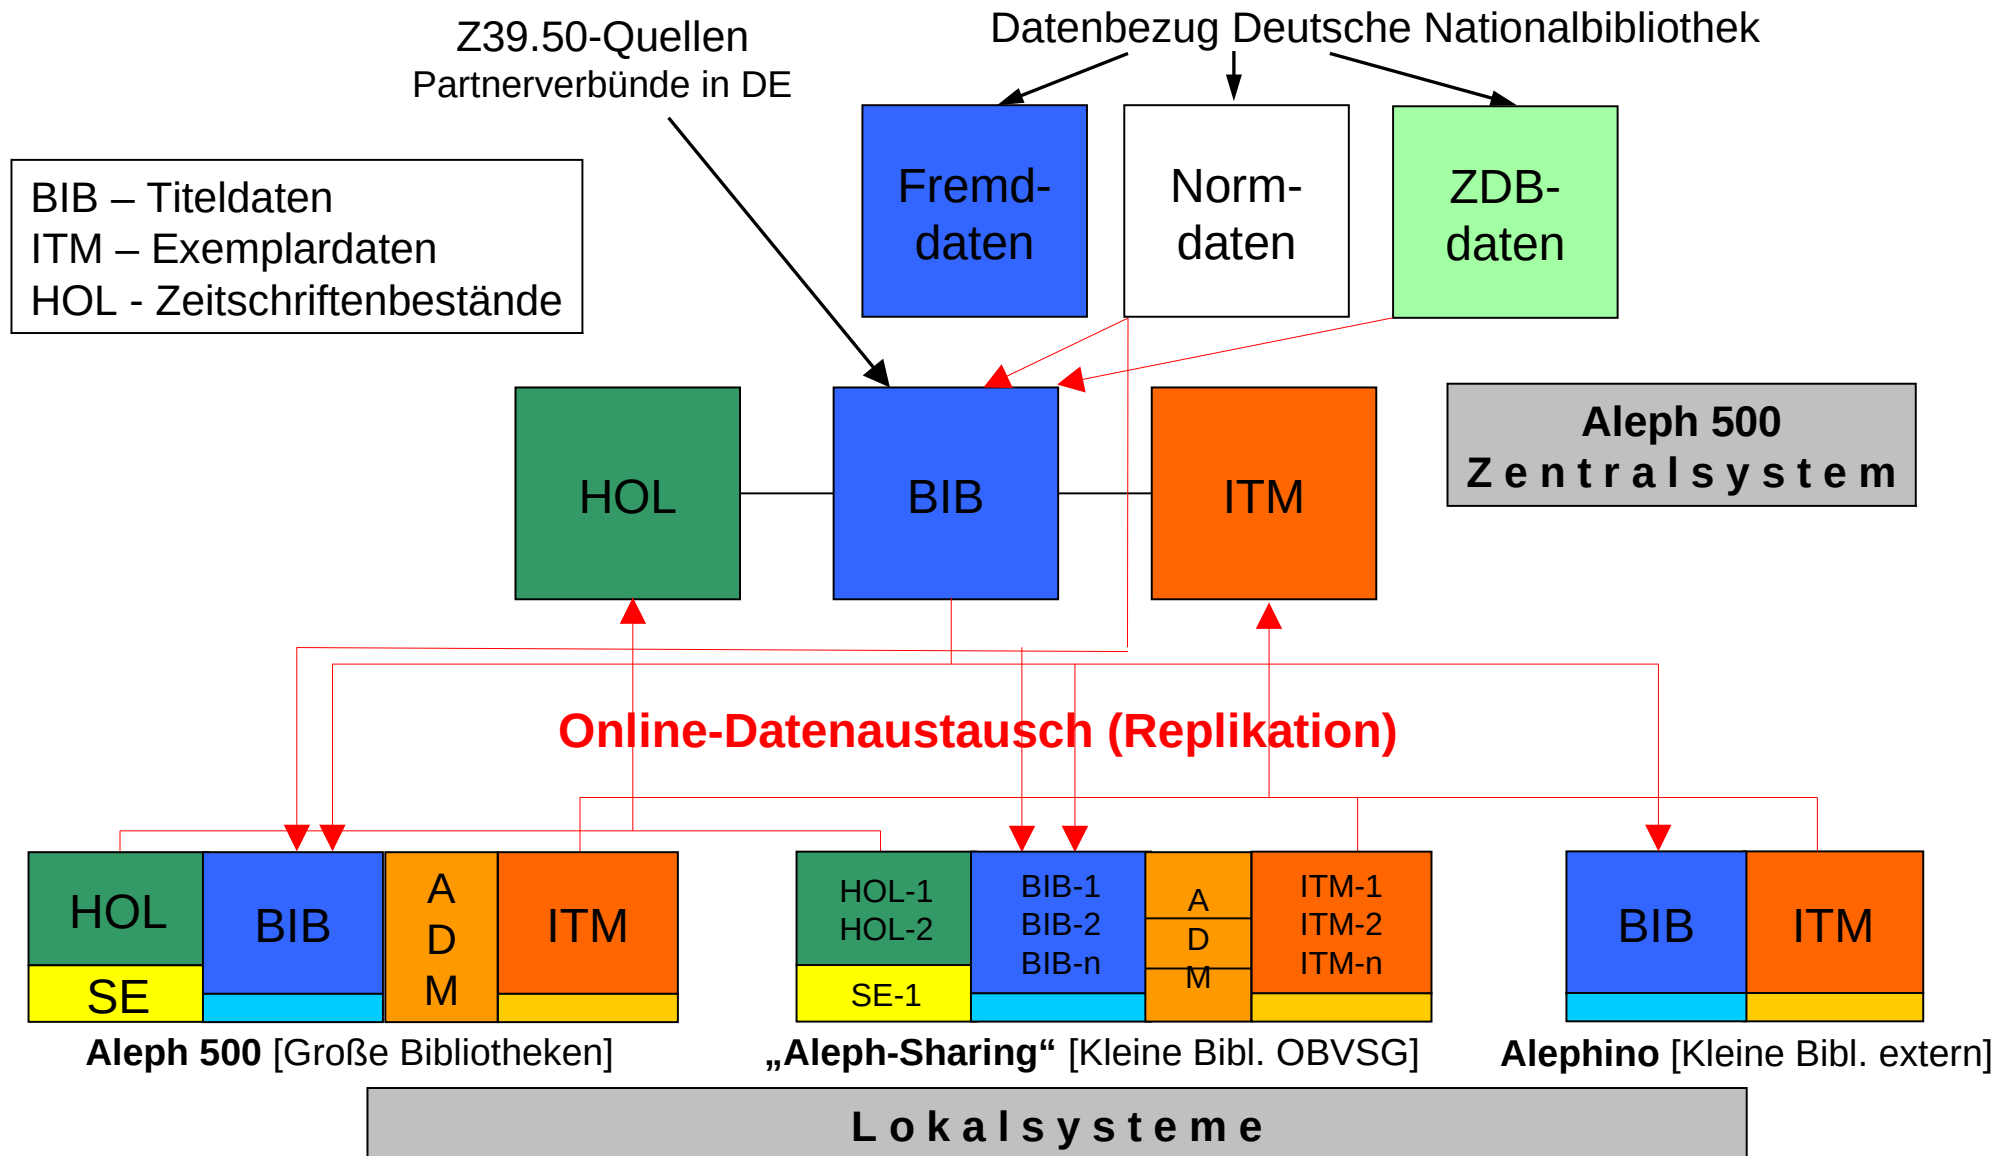 Z39.50-Quellen
Partnerverbünde in DE
Datenbezug Deutsche Nationalbibliothek
Fremd-
daten
Norm-
daten
ZDB-
daten
BIB – Titeldaten
ITM – Exemplardaten
HOL - Zeitschriftenbestände
HOL
BIB
ITM
Aleph 500
Z e n t r a l s y s t e m
Online-Datenaustausch (Replikation)
HOL
SE
BIB
A
D
M
ITM
HOL-1
HOL-2
SE-1
BIB-1
BIB-2
BIB-n
A
D
M
ITM-1
ITM-2
ITM-n
BIB
ITM
Aleph 500 [Große Bibliotheken]
„Aleph-Sharing“ [Kleine Bibl. OBVSG]
Alephino [Kleine Bibl. extern]
L o k a l s y s t e m e